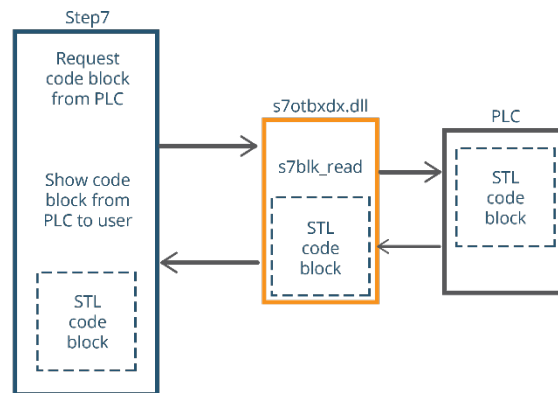 Step7
Request
code block
from PLC
Show code
block from
PLC to user
STL
code
block
s7otbxdx.dll
s7blk_read
STL
code
block
PLC
STL
code
block